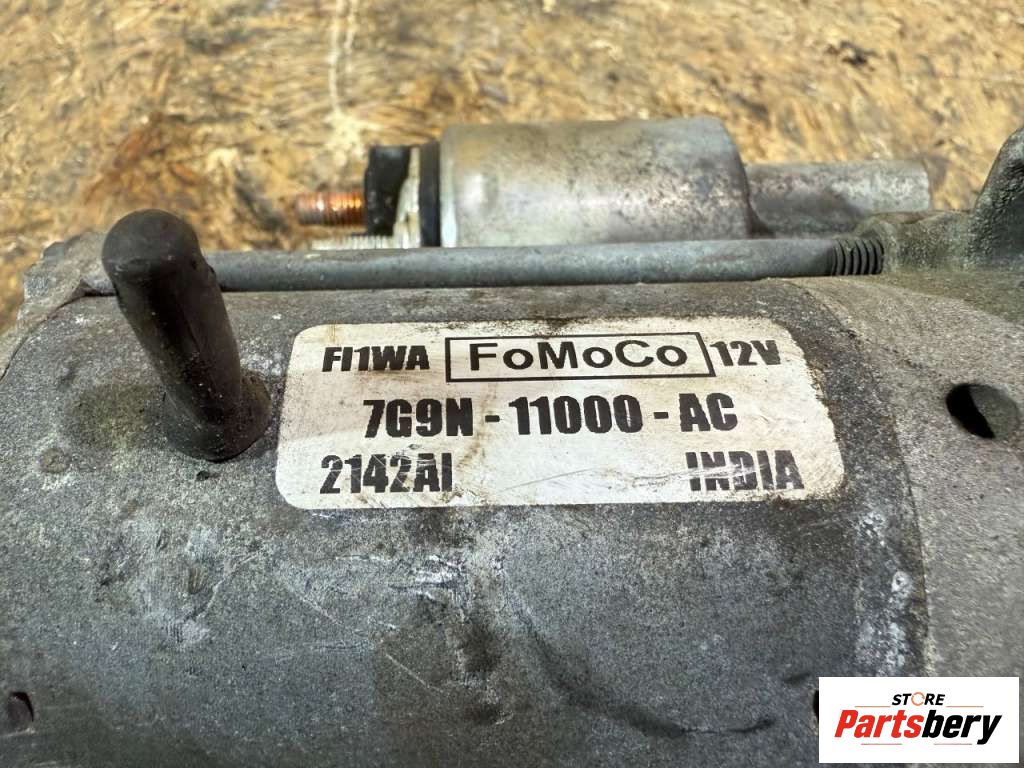 FI1WA FoMoCo 12V
7G9N - 11000 - AC
2142AI INDIA
STORE
Partsbery